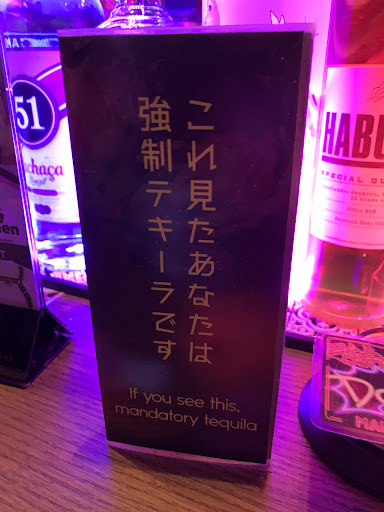 これ見たあなたは
強制テキーラです
If you see this,
mandatory tequila
51
HABU
SPECIAL